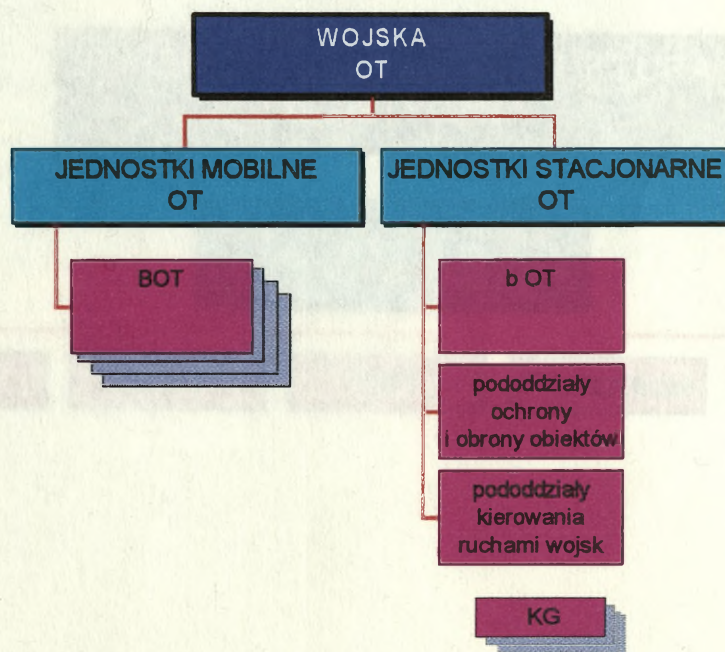 WOJSKA
OT
JEDNOSTKI MOBILNE
OT
JEDNOSTKI STACJONARNE
OT
BOT
b OT
pododdziały
ochrony
i obrony obiektów
pododdziały
kierowania
ruchami wojsk
KG